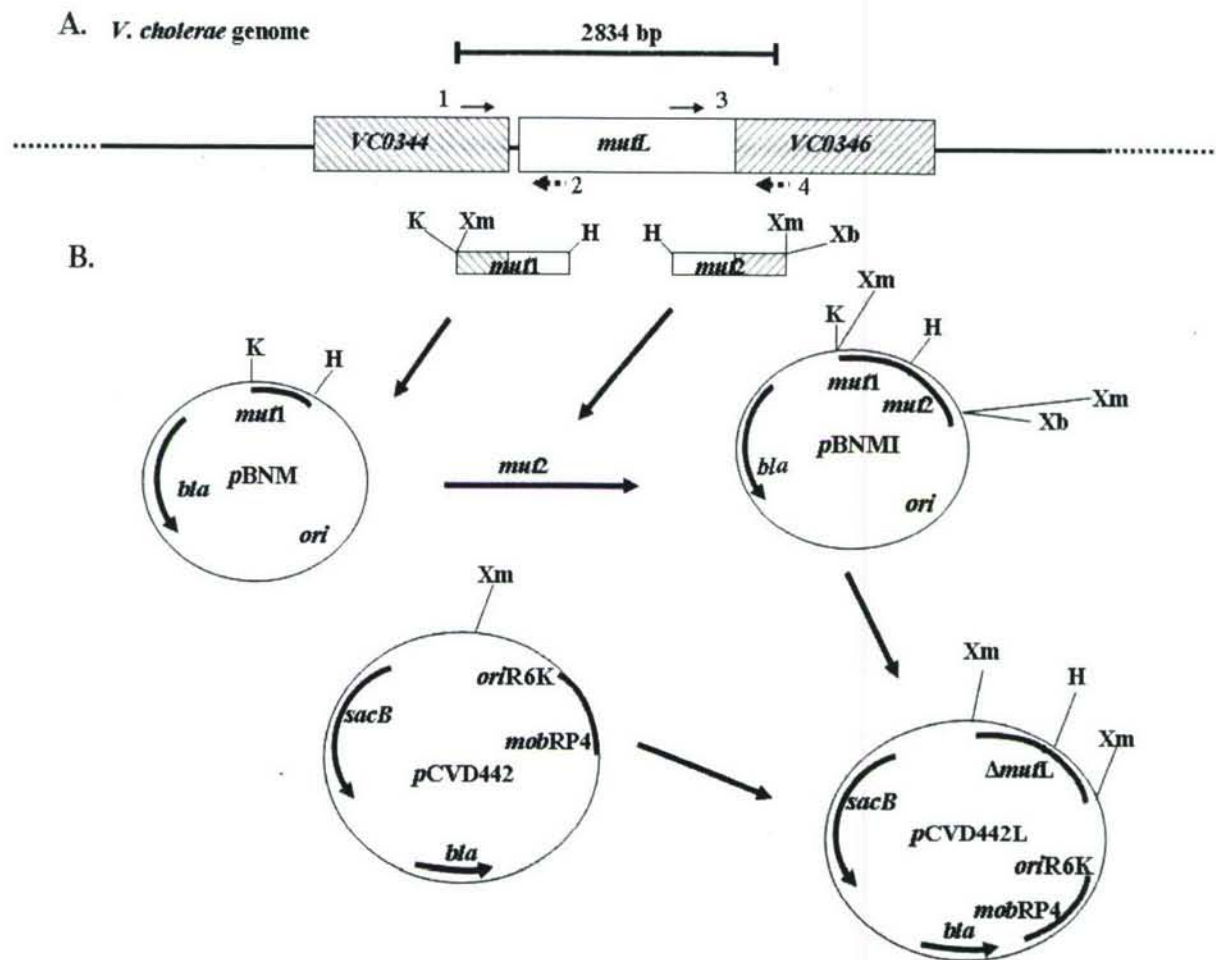 A. V. cholerae genome
2834 bp
1
3
VC0344
mutL
VC0346
2
4
B.
K
Xm
H
mut1
H
Xm
Xb
mut2
K
H
mut1
bla
pBNM
ori
mut2
K
Xm
H
mut1
mut2
Xm
Xb
bla
pBNMI
ori
Xm
oriR6K
sacB
mobRP4
pCVD442
bla
Xm
H
Xm
ΔmutL
sacB
pCVD442L
oriR6K
mobRP4
bla